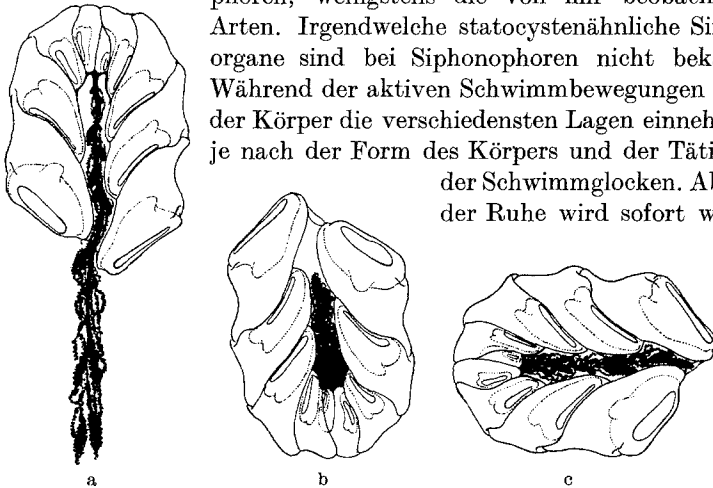 phoren, wenigstens die von mir beobach
Arten. Irgendwelche statocystenähnliche Si
organe sind bei Siphonophoren nicht bek
Während der aktiven Schwimmbewegungen
der Körper die verschiedensten Lagen einneh
je nach der Form des Körpers und der Täti
der Schwimmglocken. Al
der Ruhe wird sofort w
a b c